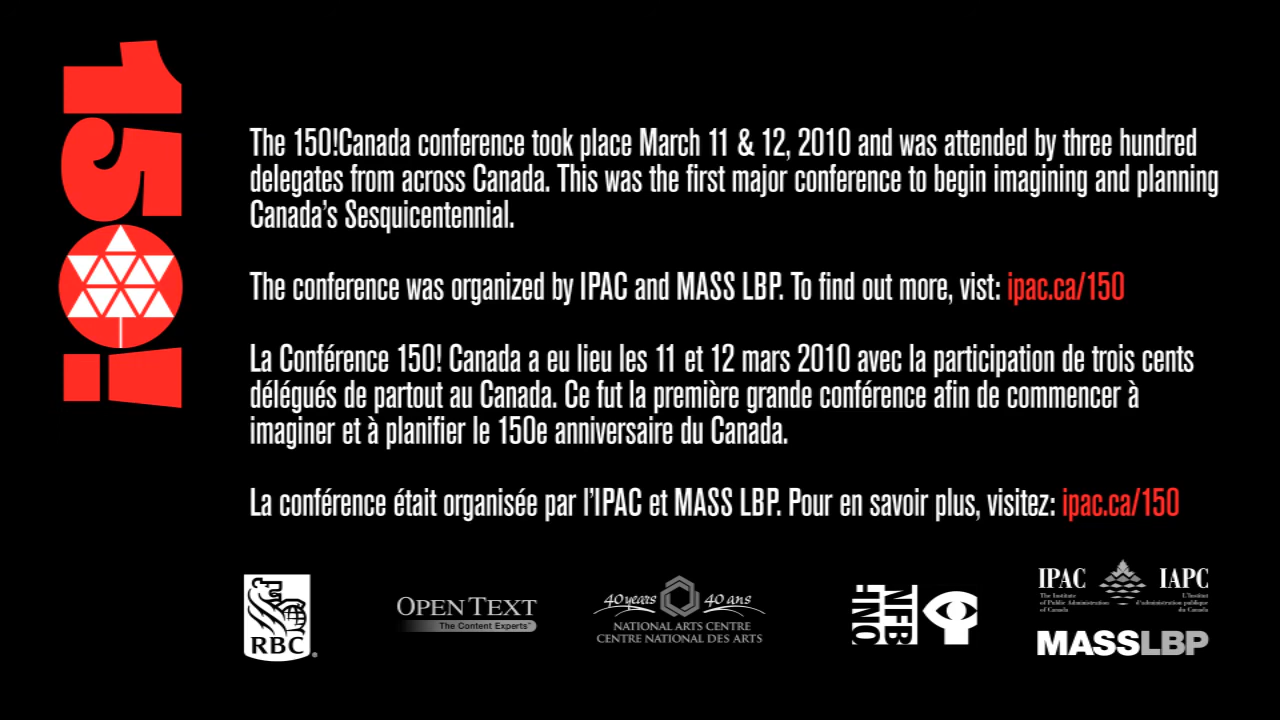 150!
The 150!Canada conference took place March 11 & 12, 2010 and was attended by three hundred
delegates from across Canada. This was the first major conference to begin imagining and planning
Canada's Sesquicentennial.
The conference was organized by IPAC and MASS LBP. To find out more, vist: ipac.ca/150
La Conférence 150! Canada a eu lieu les 11 et 12 mars 2010 avec la participation de trois cents
délégués de partout au Canada. Ce fut la première grande conférence afin de commencer à
imaginer et à planifier le 150e anniversaire du Canada.
La conférence était organisée par l'IPAC et MASS LBP. Pour en savoir plus, visitez: ipac.ca/150
RBC
OPEN TEXT
The Content Experts™
40 years 40 ans
NATIONAL ARTS CENTRE
CENTRE NATIONAL DES ARTS
NFB
ONF
IPAC IAPC
The Institute
of Public Administration
of Canada
L'Institut
d'administration publique
du Canada
MASSLBP